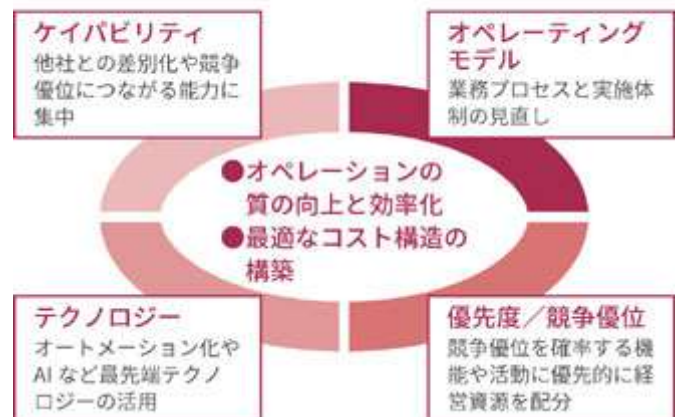 ケイパビリティ
他社との差別化や競争
優位につながる能力に
集中
オペレーティング
モデル
業務プロセスと実施体
制の見直し
●オペレーションの
質の向上と効率化
●最適なコスト構造の
構築
テクノロジー
オートメーション化や
AI など最先端テクノ
ロジーの活用
優先度／競争優位
競争優位を確率する機
能や活動に優先的に経
営資源を配分